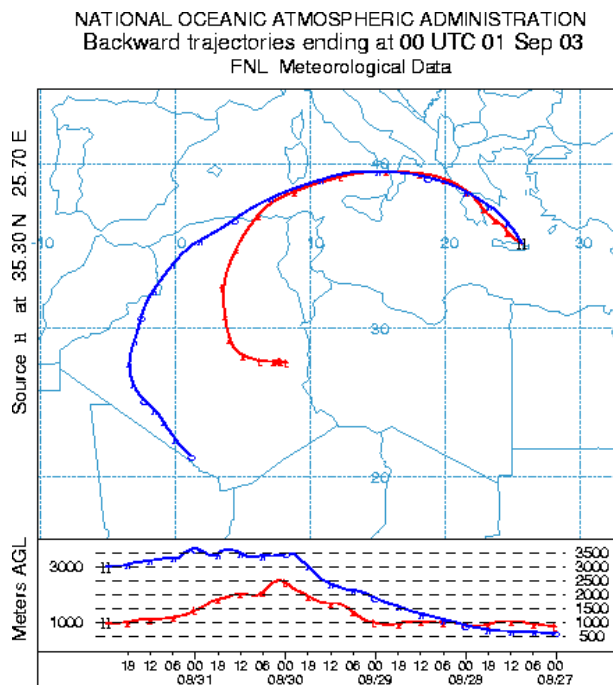 NATIONAL OCEANIC ATMOSPHERIC ADMINISTRATION
Backward trajectories ending at 00 UTC 01 Sep 03
FNL Meteorological Data
Source H at 35.30 N 25.70 E
40
10 0 10 20 30
30
20
Meters AGL
3000
1000
3500
3000
2500
2000
1500
1000
500
18 12 06 00 18 12 06 00 18 12 06 00 18 12 06 00 18 12 06 00
08/31 08/30 08/29 08/28 08/27